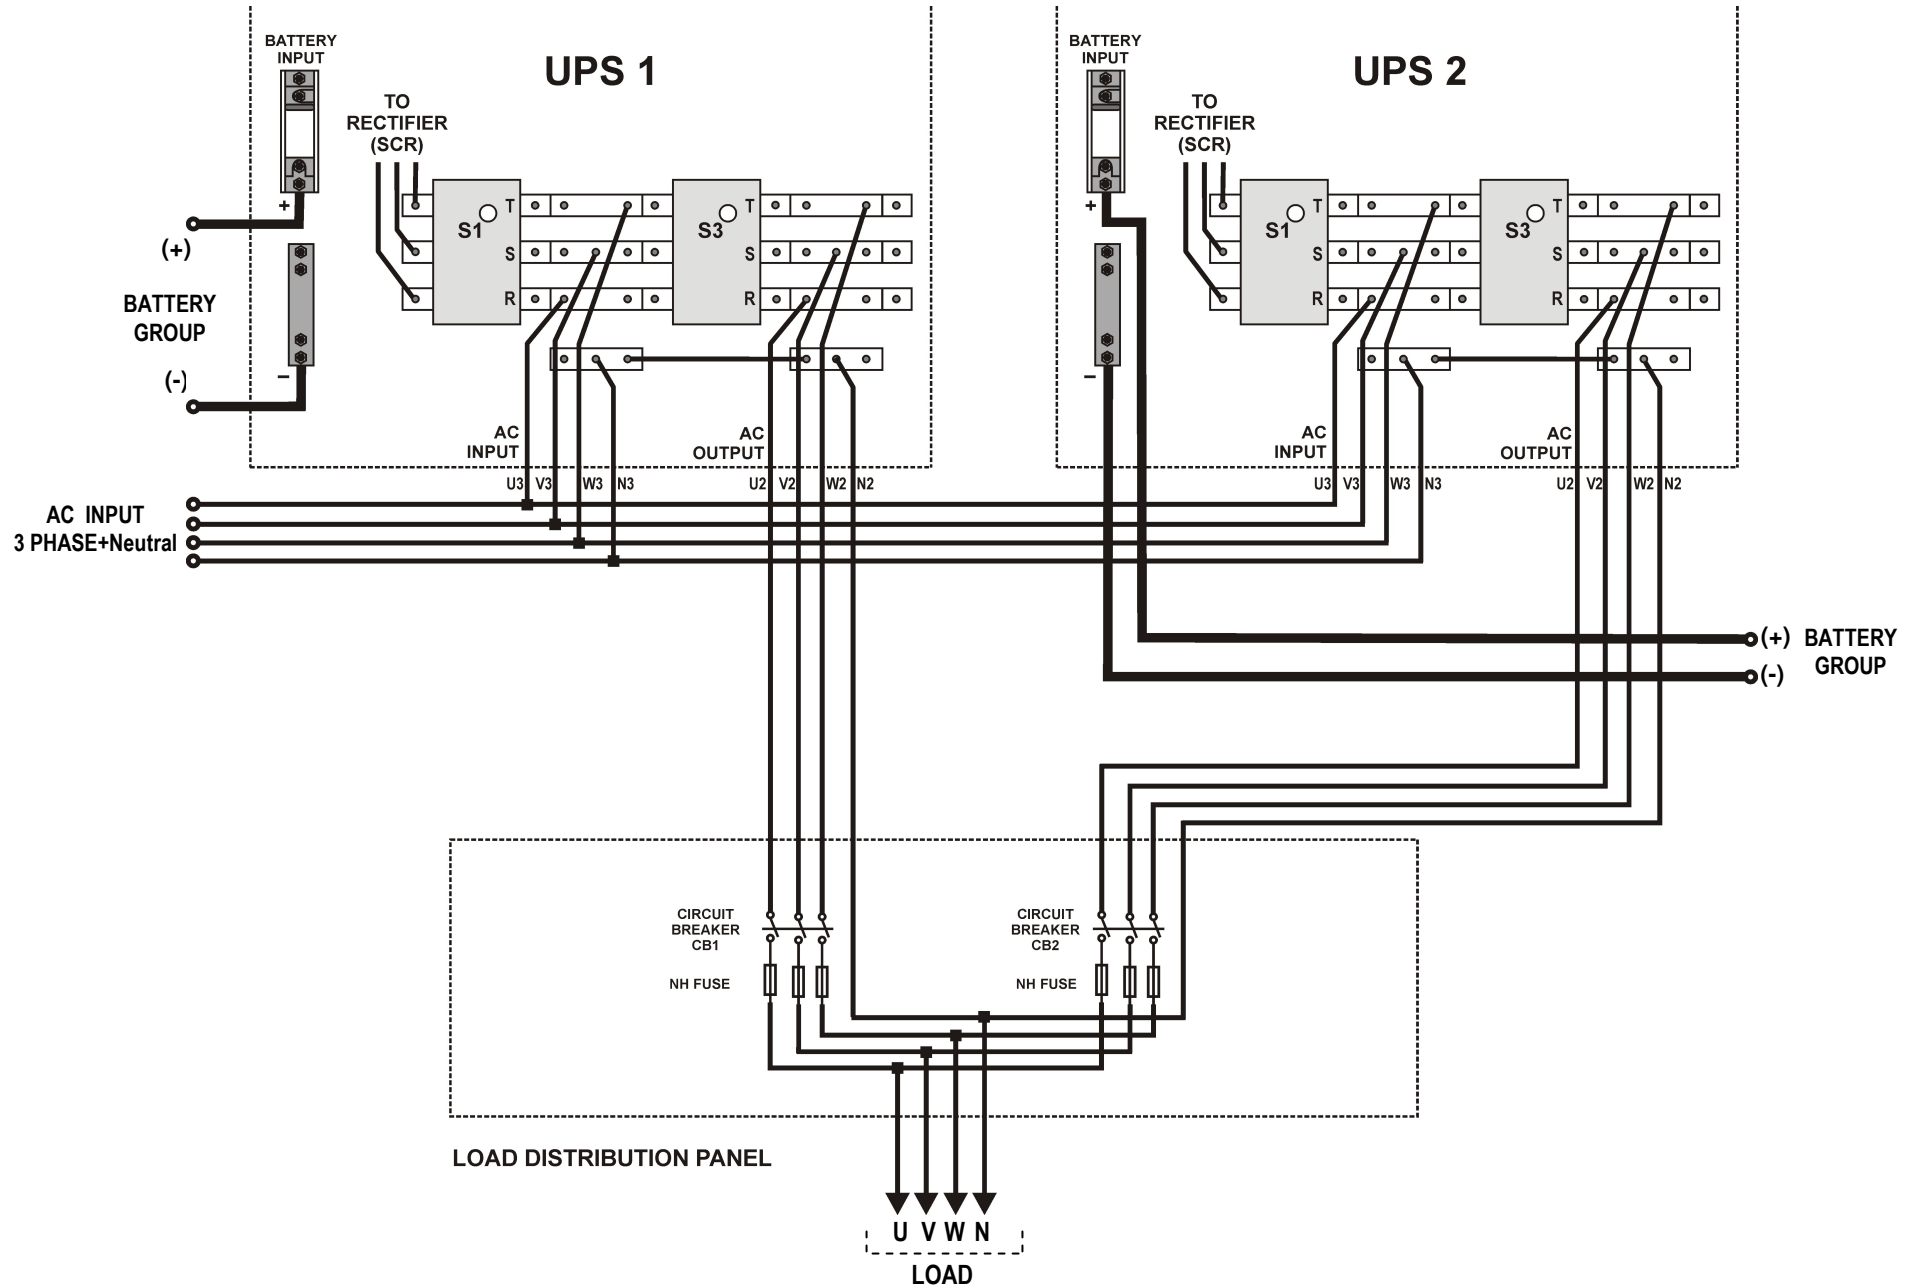 BATTERY
INPUT
UPS 1
TO
RECTIFIER
(SCR)
+
S1
T
S
R
S3
T
S
R
(+)
BATTERY
GROUP
(-)
–
AC
INPUT
AC
OUTPUT
U3 V3 W3 N3
U2 V2 W2 N2
BATTERY
INPUT
UPS 2
TO
RECTIFIER
(SCR)
+
S1
T
S
R
S3
T
S
R
–
AC
INPUT
AC
OUTPUT
U3 V3 W3 N3
U2 V2 W2 N2
AC INPUT
3 PHASE+Neutral
(+) BATTERY
GROUP
(-)
CIRCUIT
BREAKER
CB1
NH FUSE
CIRCUIT
BREAKER
CB2
NH FUSE
LOAD DISTRIBUTION PANEL
U V W N
LOAD